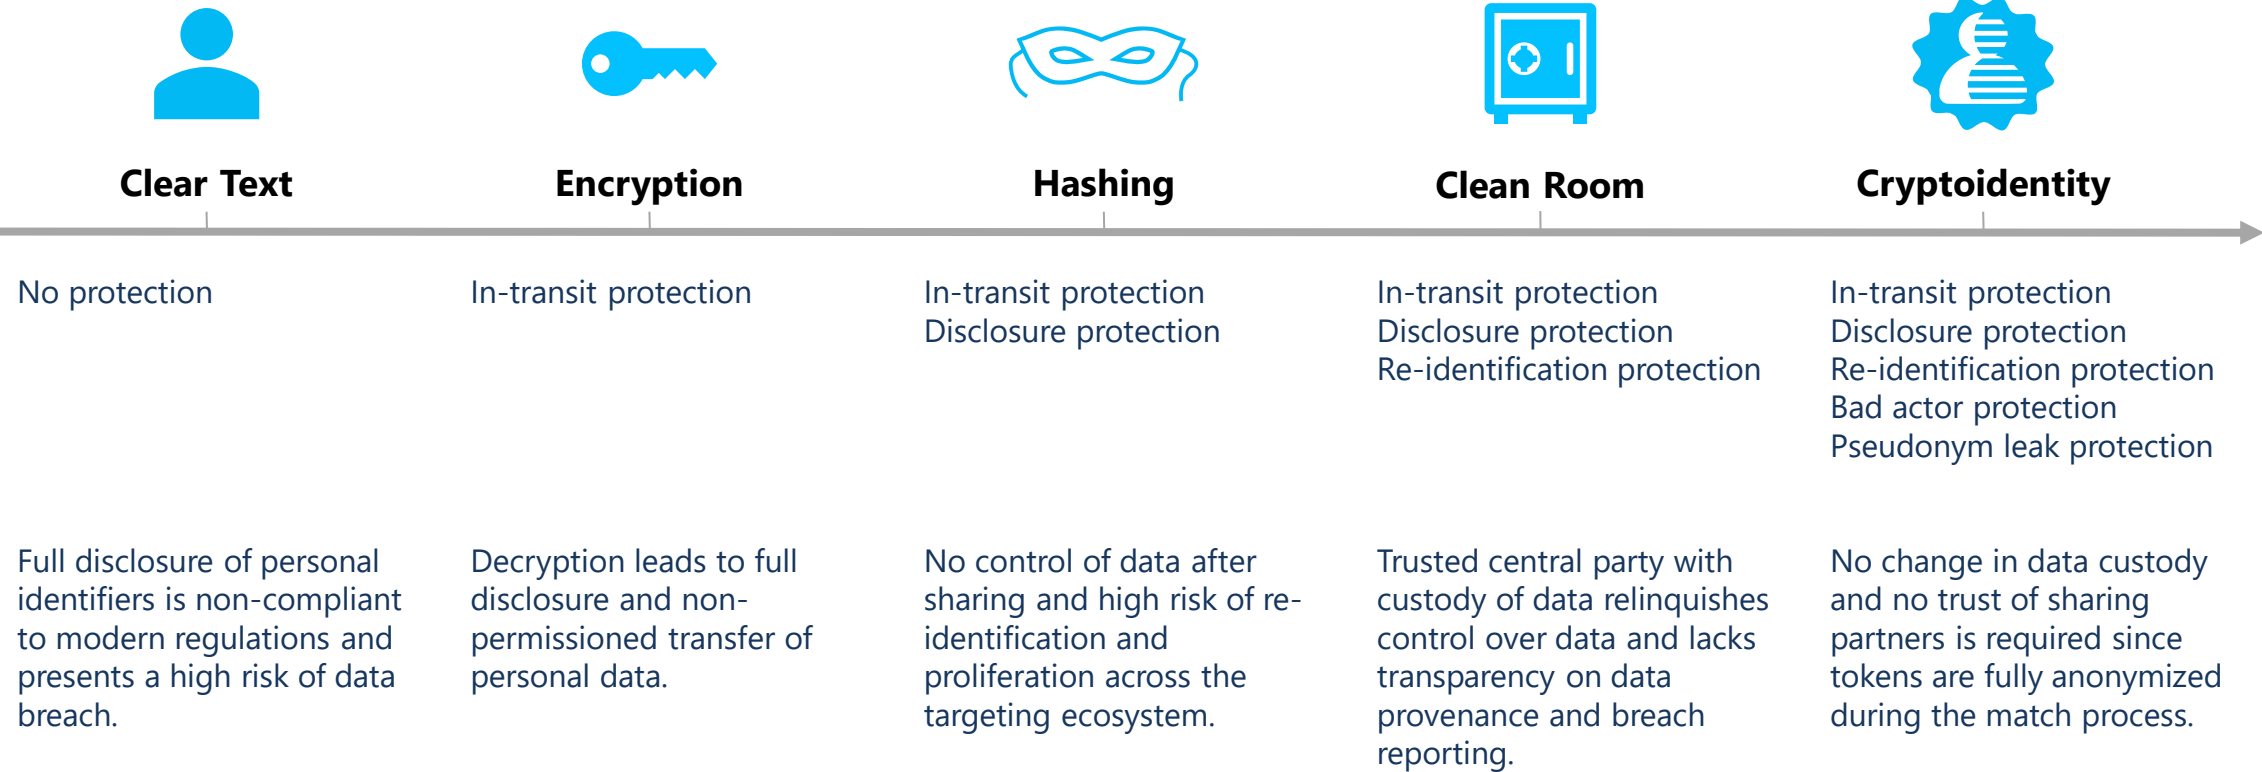 Clear Text
Encryption
Hashing
Clean Room
Cryptoidentity
No protection
In-transit protection
In-transit protection
Disclosure protection
In-transit protection
Disclosure protection
Re-identification protection
In-transit protection
Disclosure protection
Re-identification protection
Bad actor protection
Pseudonym leak protection
Full disclosure of personal
identifiers is non-compliant
to modern regulations and
presents a high risk of data
breach.
Decryption leads to full
disclosure and non-
permissioned transfer of
personal data.
No control of data after
sharing and high risk of re-
identification and
proliferation across the
targeting ecosystem.
Trusted central party with
custody of data relinquishes
control over data and lacks
transparency on data
provenance and breach
reporting.
No change in data custody
and no trust of sharing
partners is required since
tokens are fully anonymized
during the match process.